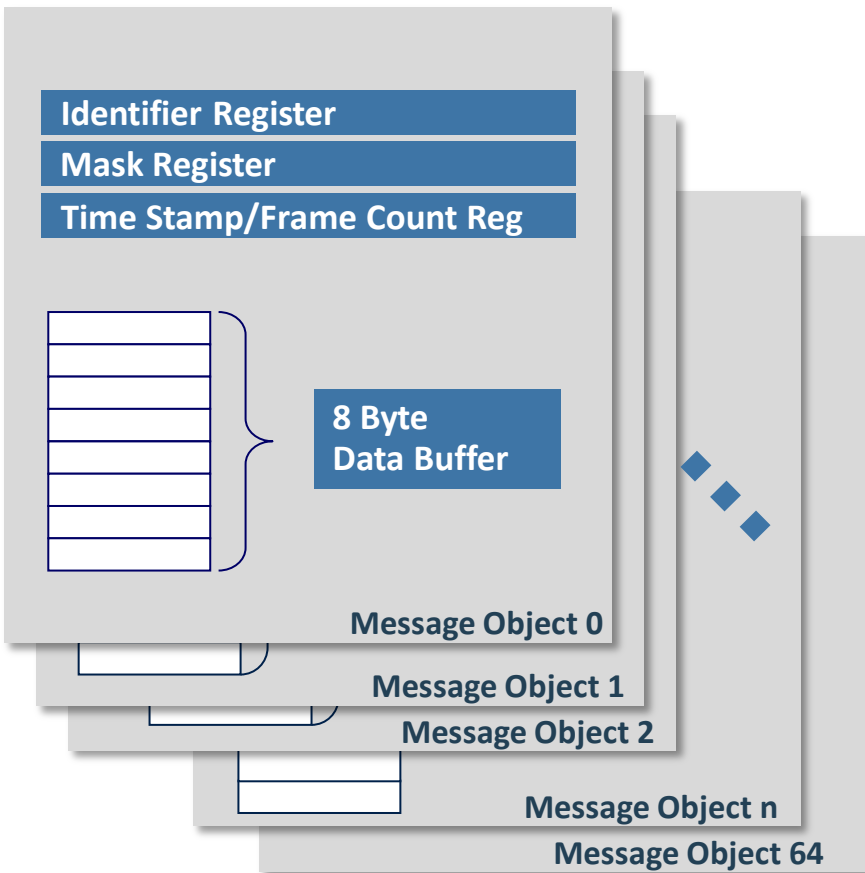 Identifier Register
Mask Register
Time Stamp/Frame Count Reg
8 Byte
Data Buffer
Message Object 0
Message Object 1
Message Object 2
Message Object n
Message Object 64